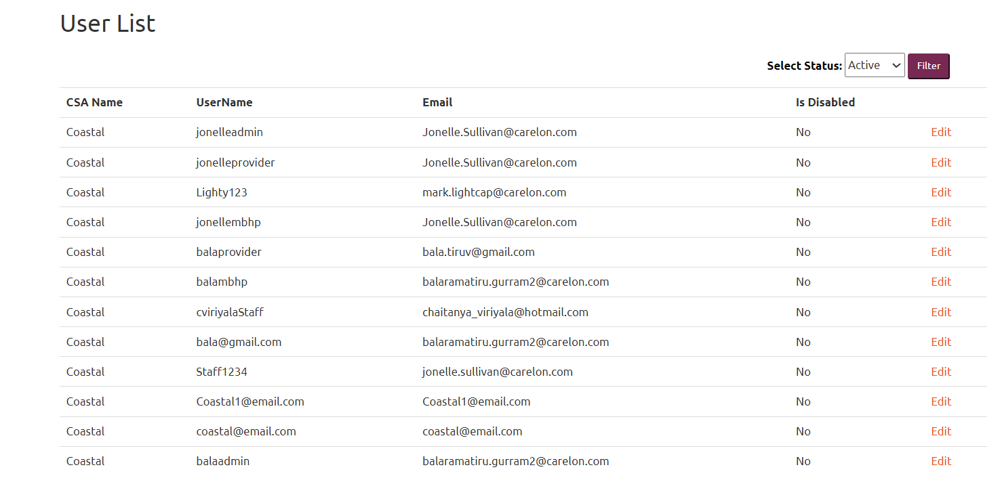 User List
Select Status: Active Filter
CSA Name UserName Email Is Disabled
Coastal jonelleadmin Jonelle.Sullivan@carelon.com No Edit
Coastal jonelleprovider Jonelle.Sullivan@carelon.com No Edit
Coastal Lighty123 mark.lightcap@carelon.com No Edit
Coastal jonellembhp Jonelle.Sullivan@carelon.com No Edit
Coastal balaprovider bala.tiruv@gmail.com No Edit
Coastal balambhp balaramatiru.gurram2@carelon.com No Edit
Coastal cviriyalaStaff chaitanya_viriyala@hotmail.com No Edit
Coastal bala@gmail.com balaramatiru.gurram2@carelon.com No Edit
Coastal Staff1234 jonelle.sullivan@carelon.com No Edit
Coastal Coastal1@email.com Coastal1@email.com No Edit
Coastal coastal@email.com coastal@email.com No Edit
Coastal balaadmin balaramatiru.gurram2@carelon.com No Edit